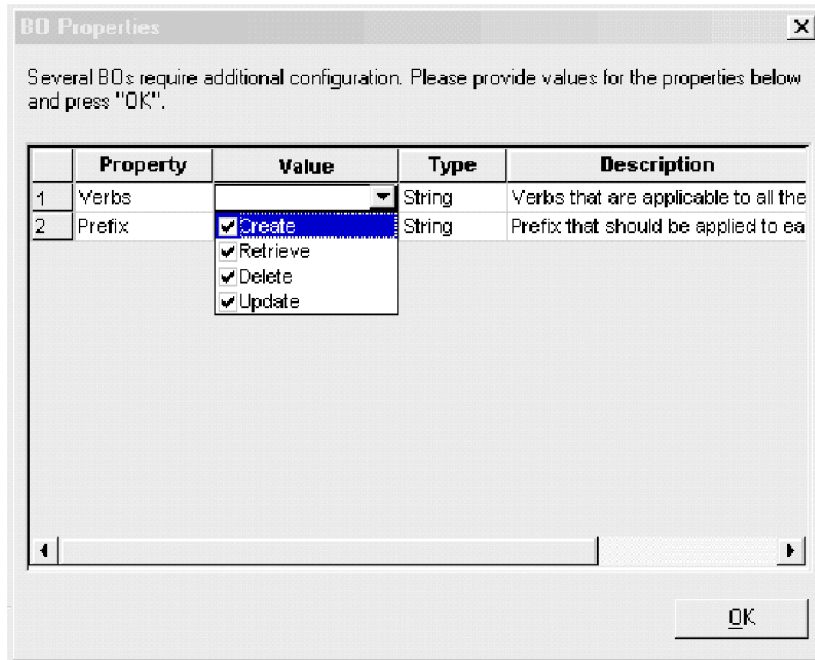 BO Properties
Several BOs require additional configuration. Please provide values for the properties below
and press "OK".
Property Value Type Description
1 Verbs String Verbs that are applicable to all the
2 Prefix String Prefix that should be applied to ea
Create
Retrieve
Delete
Update
OK